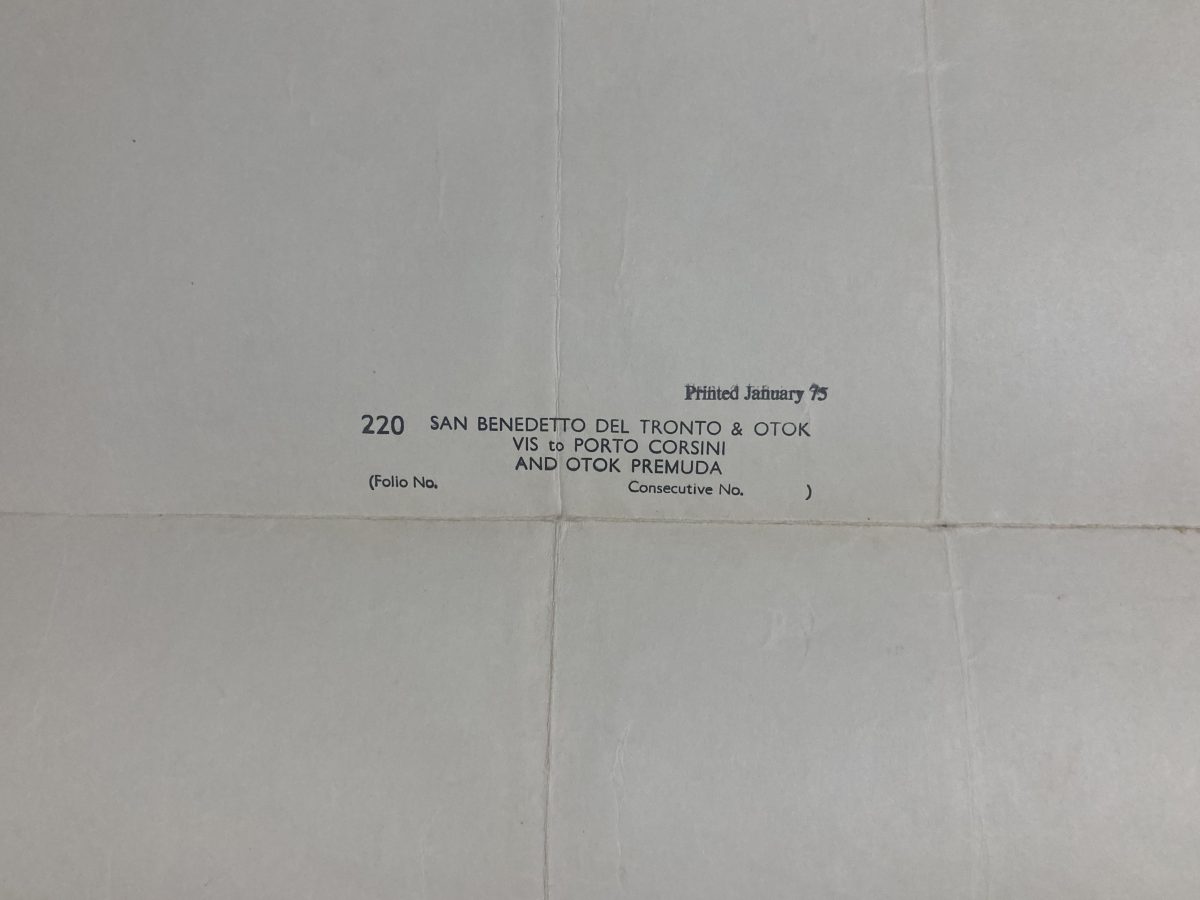 Printed January 75
220 SAN BENEDETTO DEL TRONTO & OTOK
VIS to PORTO CORSINI
AND OTOK PREMUDA
(Folio No. Consecutive No. )